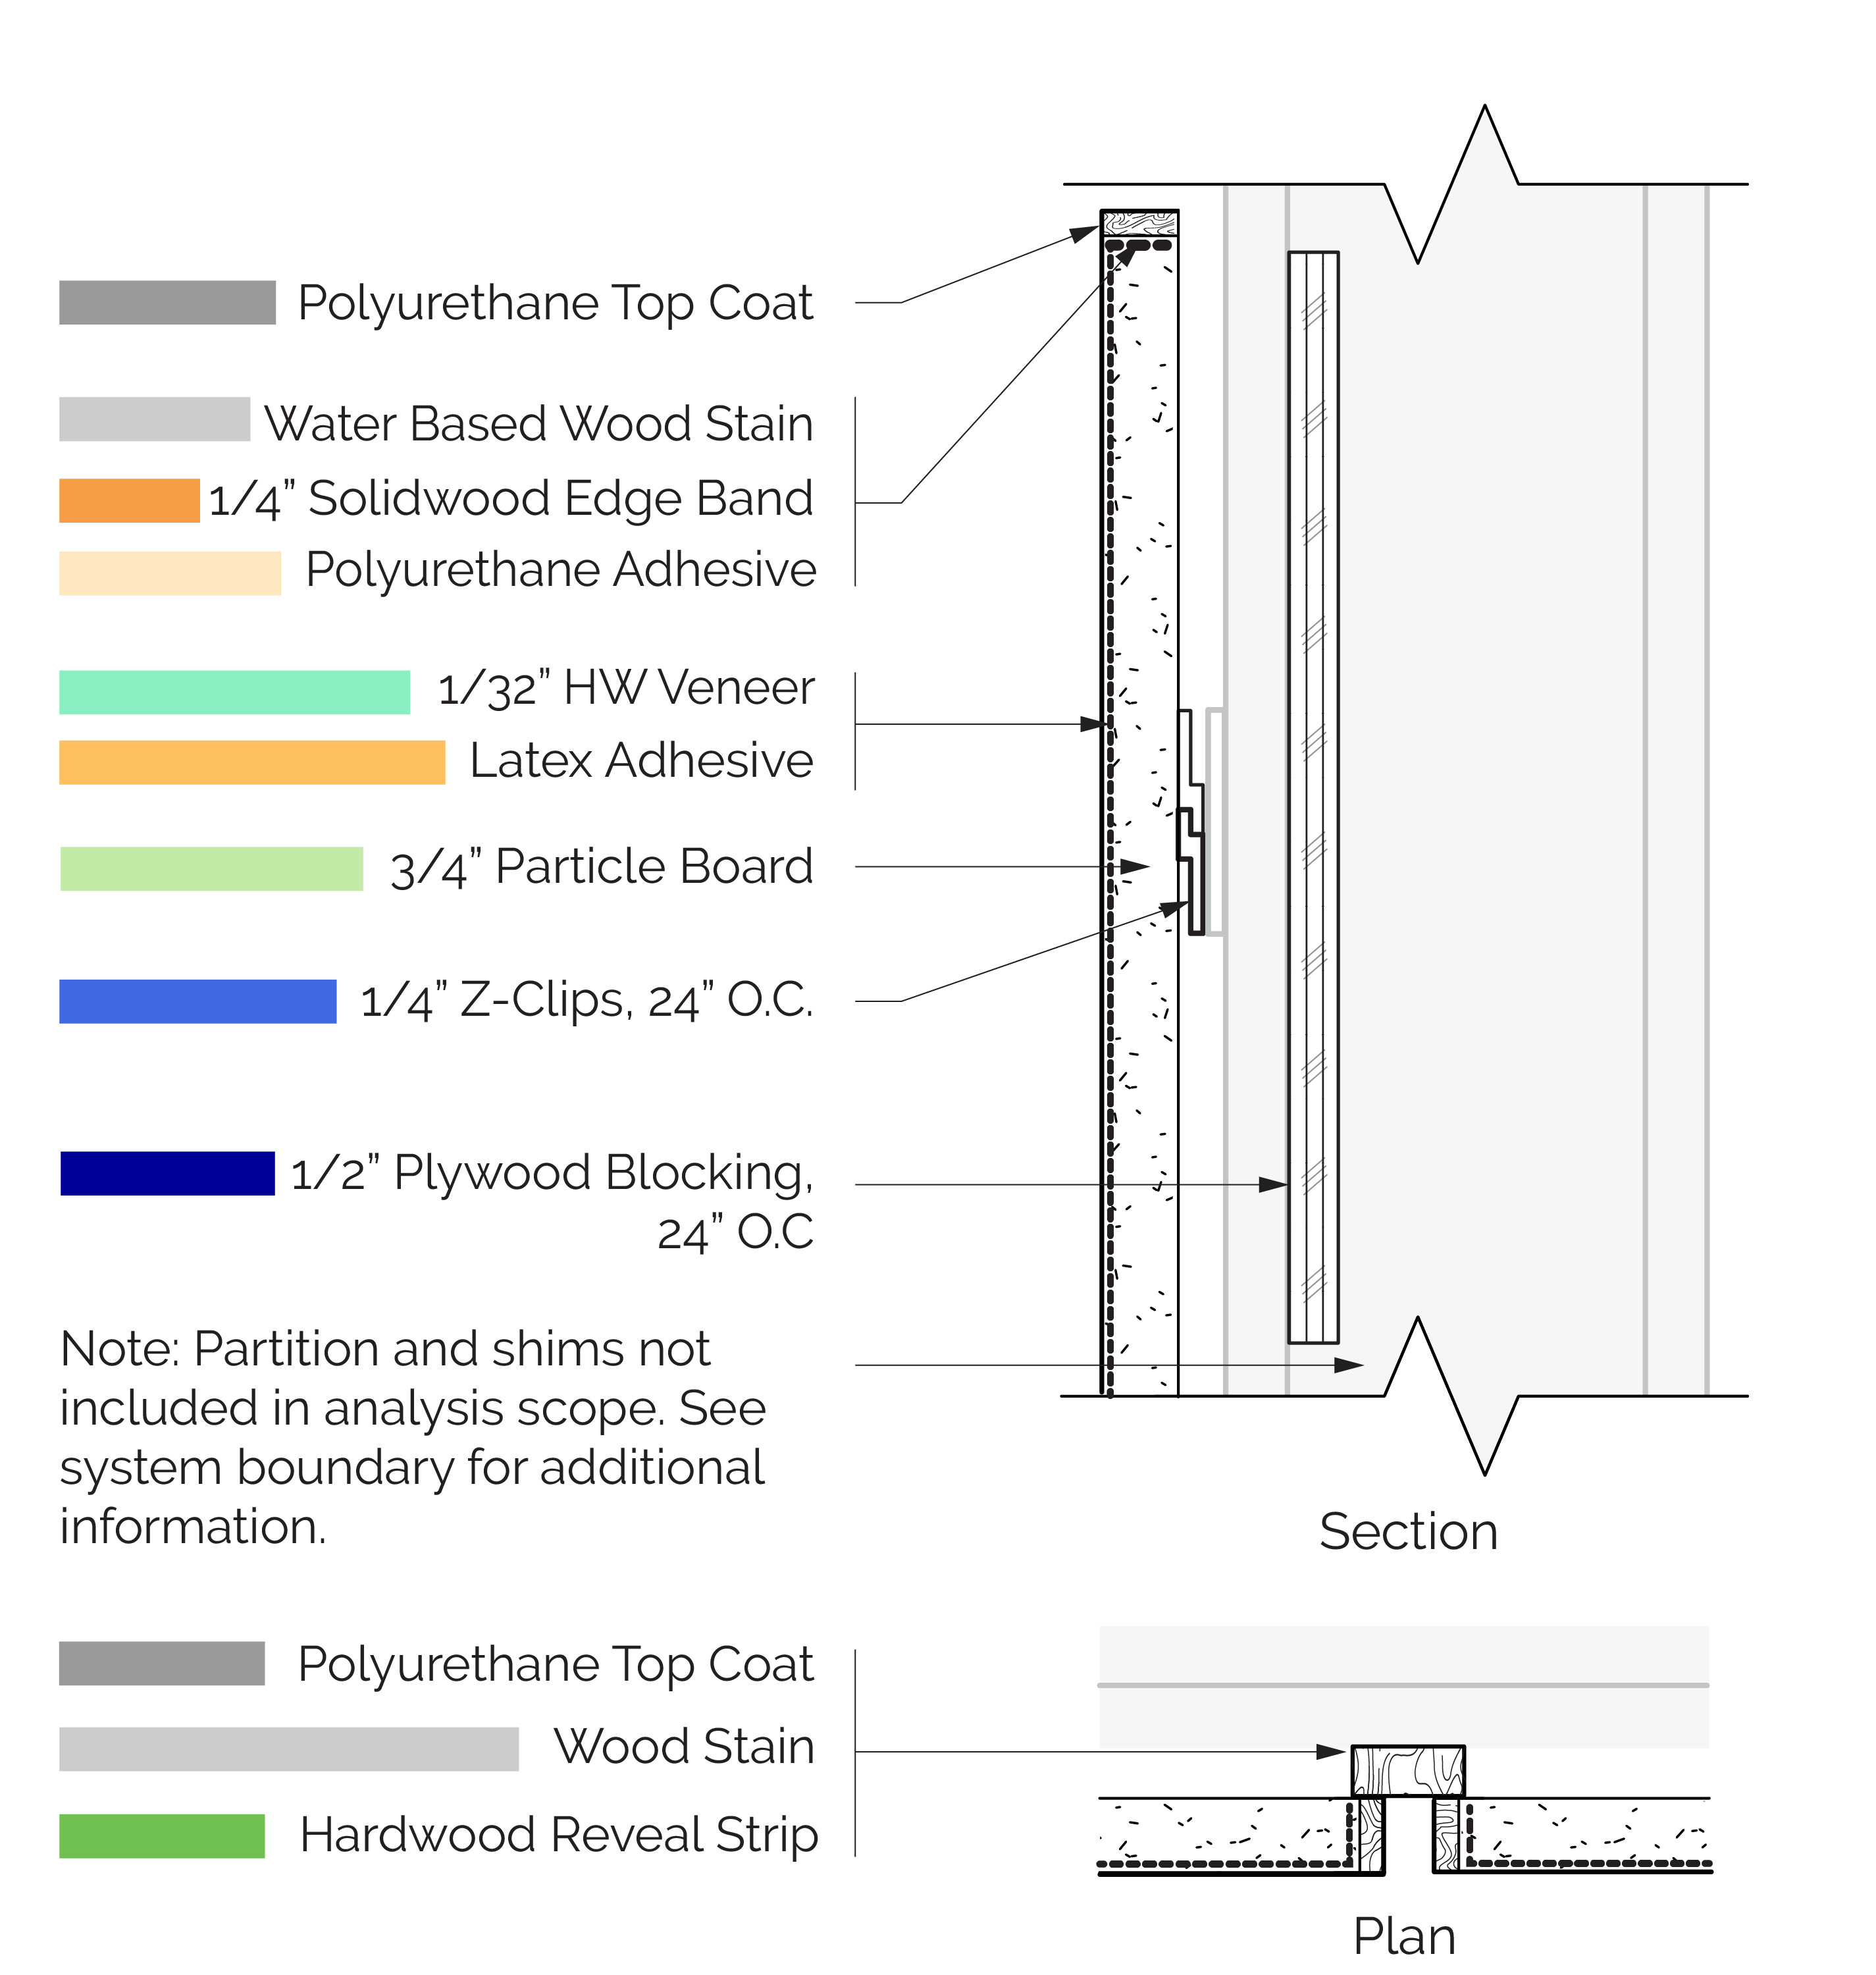 Polyurethane Top Coat
Water Based Wood Stain
1/4” Solidwood Edge Band
Polyurethane Adhesive
1/32” HW Veneer
Latex Adhesive
3/4” Particle Board
1/4” Z-Clips, 24” O.C.
1/2” Plywood Blocking,
24” O.C
Note: Partition and shims not
included in analysis scope. See
system boundary for additional
information.
Section
Polyurethane Top Coat
Wood Stain
Hardwood Reveal Strip
Plan